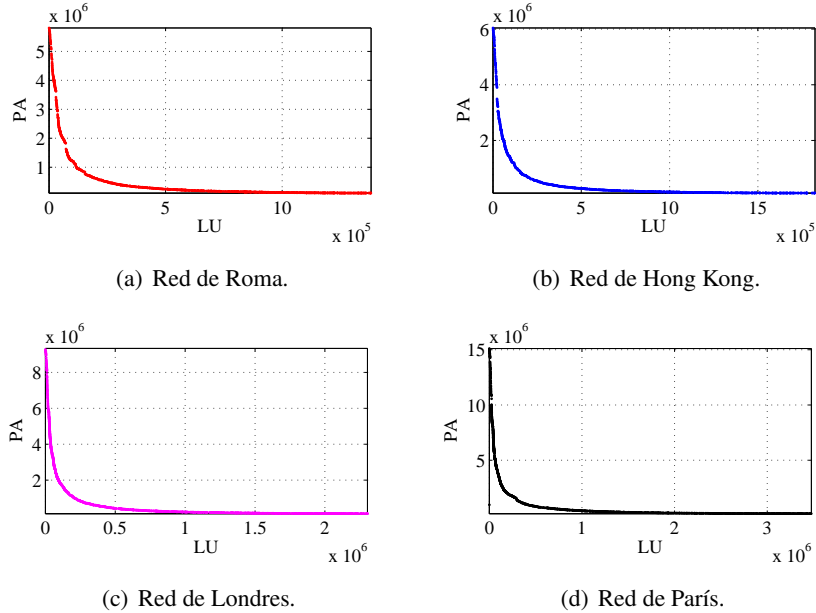 x 10^6
5
4
3
2
1
PA
0
5
10
LU
x 10^5
(a) Red de Roma.
x 10^6
6
4
2
PA
0
5
10
15
LU
x 10^5
(b) Red de Hong Kong.
x 10^6
8
6
4
2
PA
0
0.5
1
1.5
2
LU
x 10^6
(c) Red de Londres.
x 10^6
15
10
5
PA
0
1
2
3
LU
x 10^6
(d) Red de París.